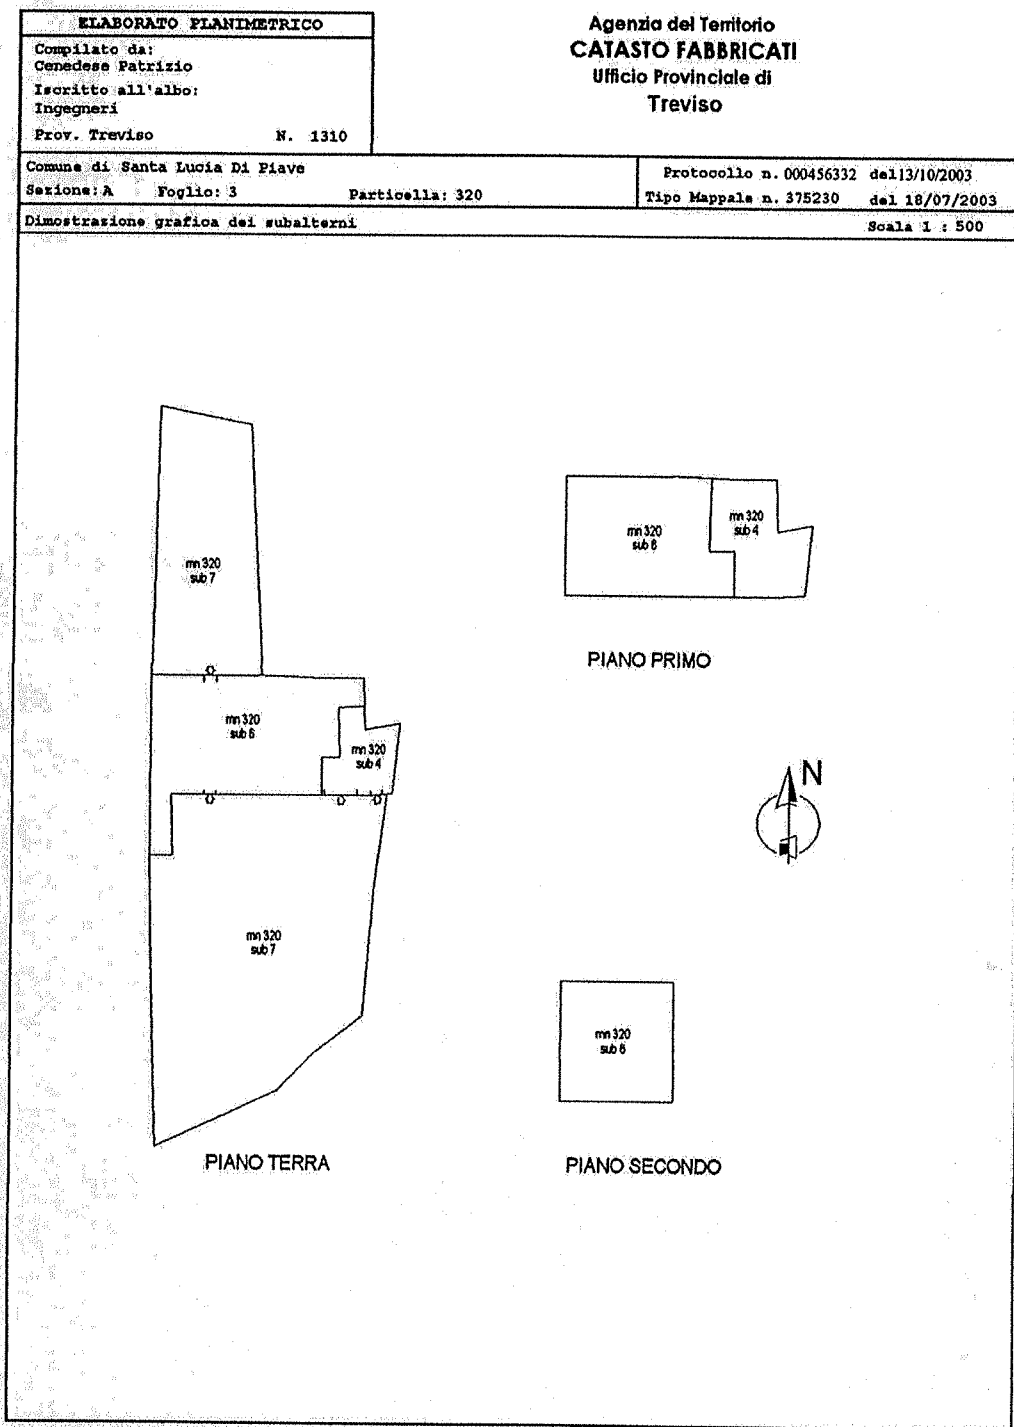 ELABORATO PLANIMETRICO
Compilato da:
Cenedese Patrizio
Iscritto all'albo:
Ingegneri
Prov. Treviso N. 1310
Agenzia del Territorio
CATASTO FABBRICATI
Ufficio Provinciale di
Treviso
Comune di Santa Lucia Di Piave
Sezione: A Foglio: 3 Particella: 320
Protocollo n. 000456332 del 13/10/2003
Tipo Mappale n. 375230 del 18/07/2003
Dimostrazione grafica dei subalterni Scala 1 : 500
mn 320
sub 7
mn 320
sub 6
mn 320
sub 4
mn 320
sub 7
PIANO TERRA
mn 320
sub 6
mn 320
sub 4
PIANO PRIMO
N
mn 320
sub 6
PIANO SECONDO